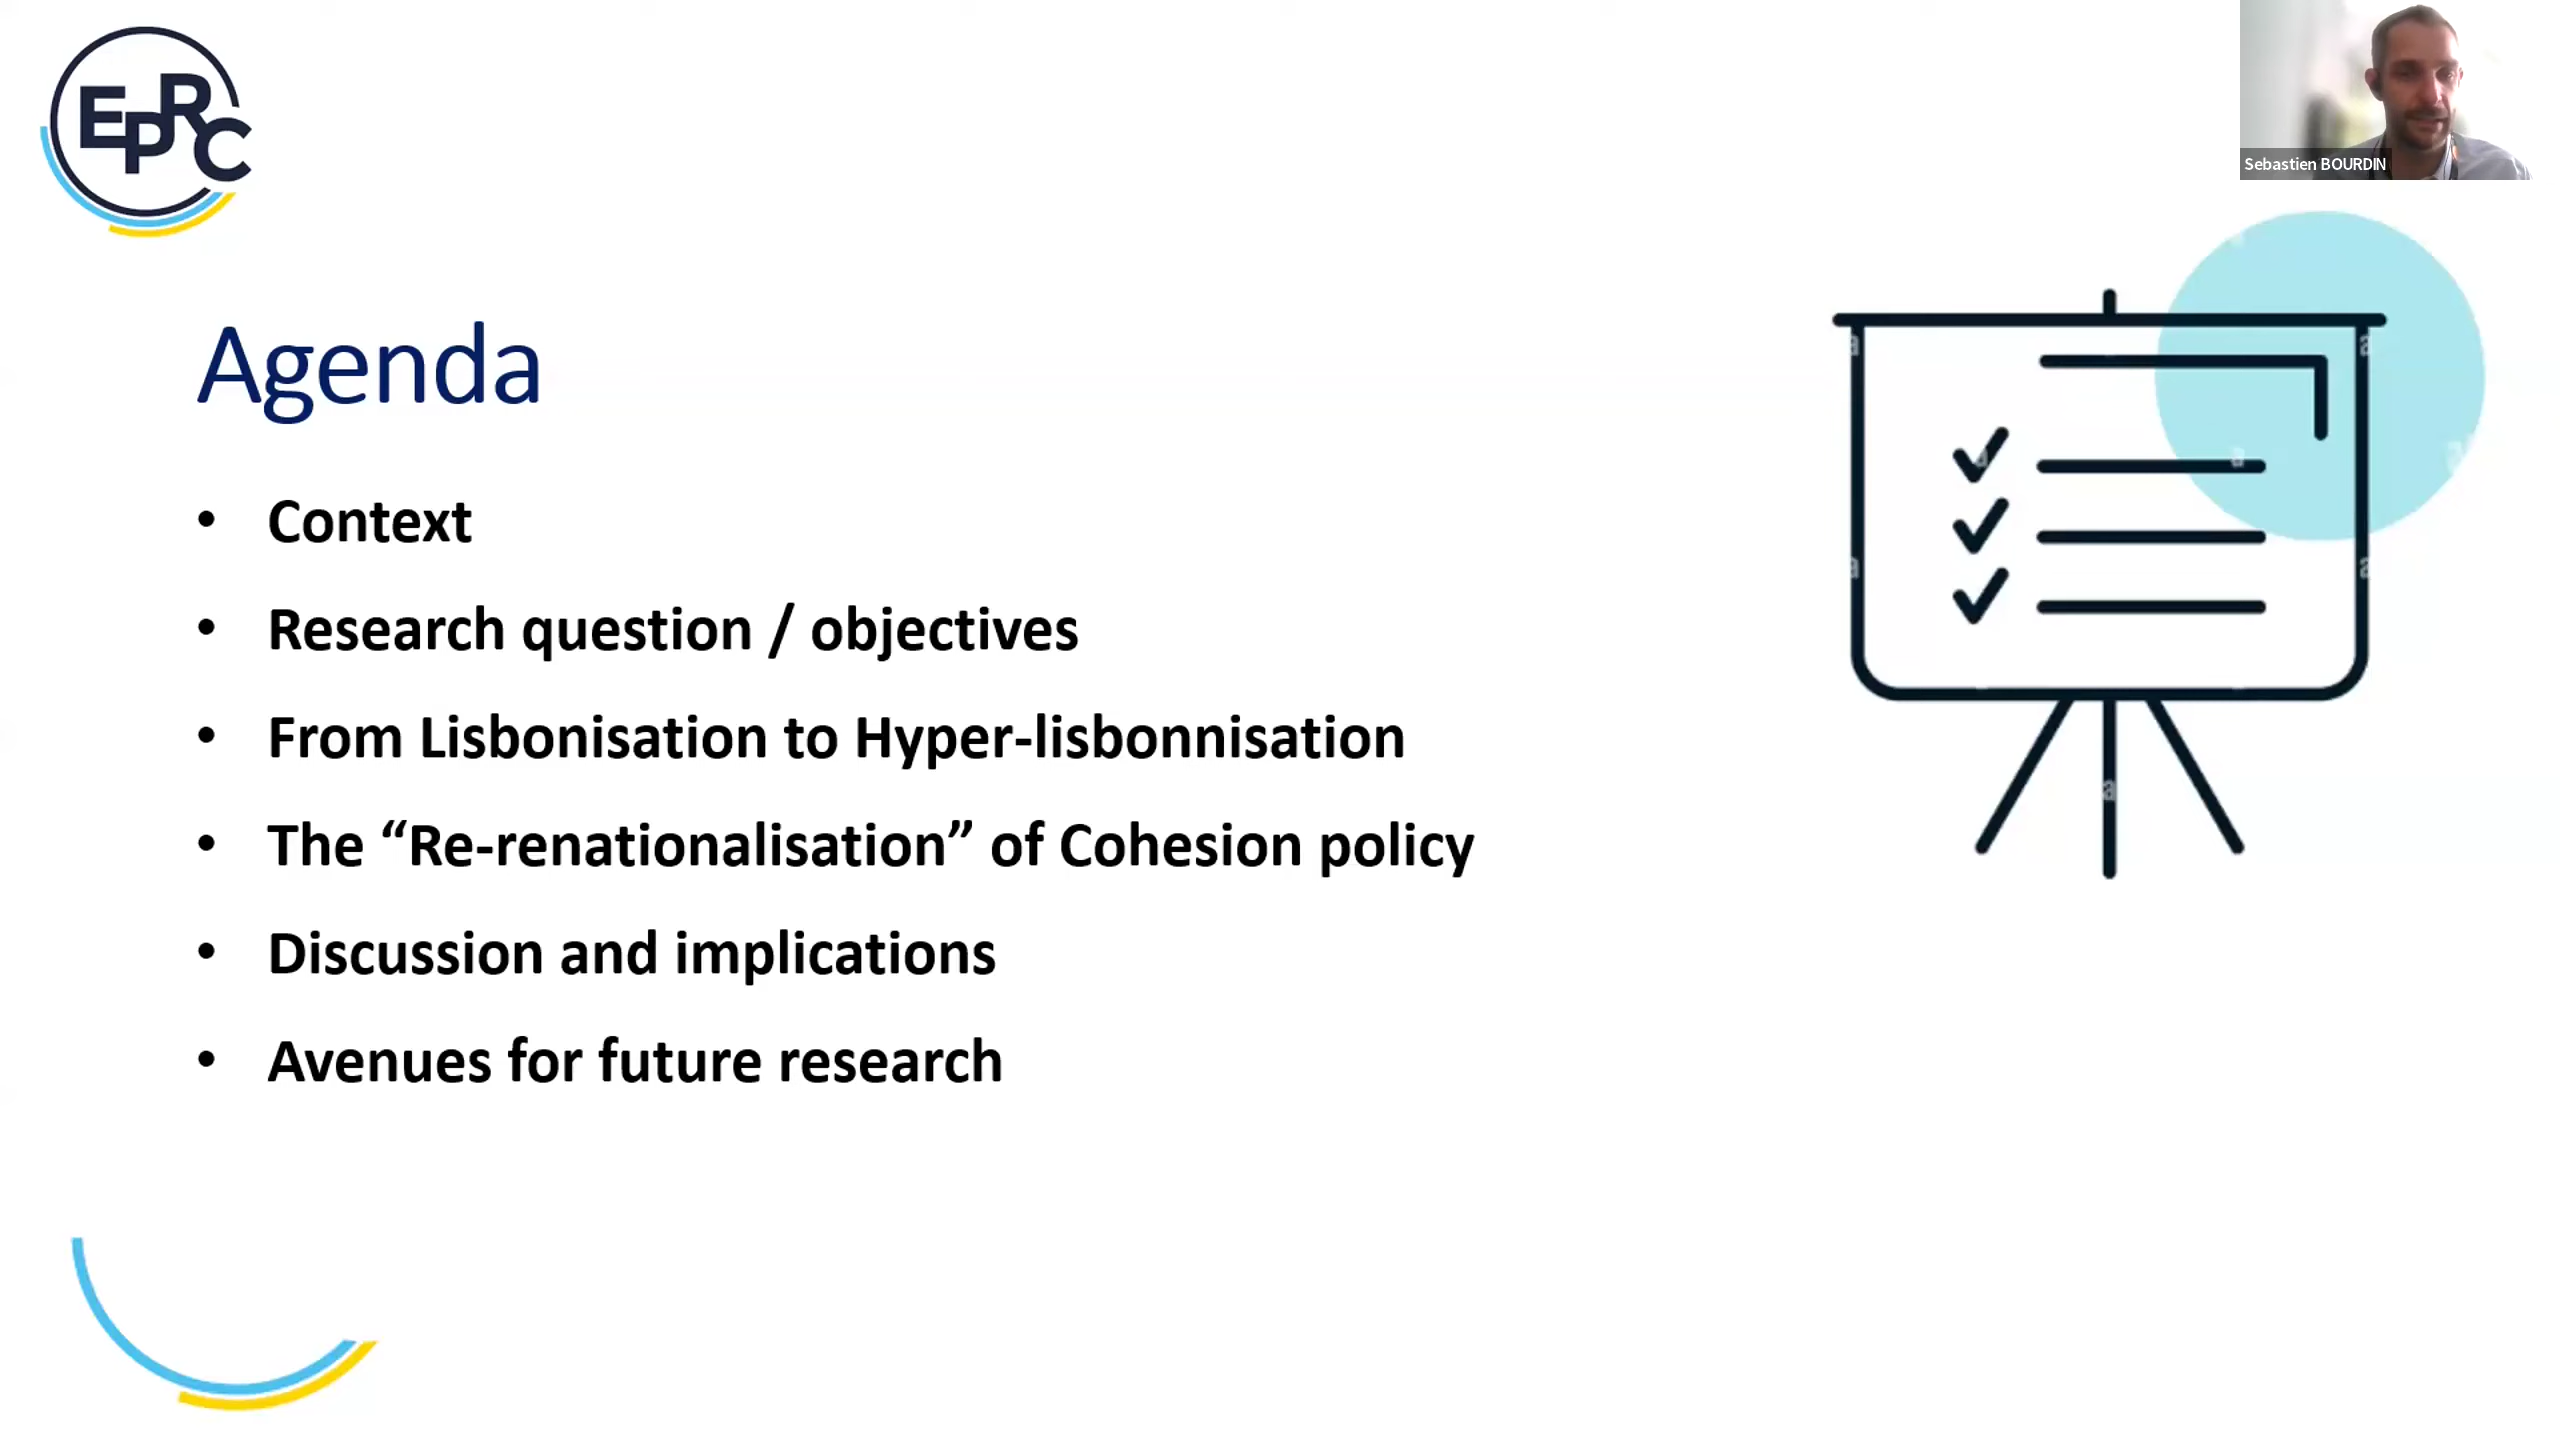 EPRC
Sebastien BOURDIN
Agenda
• Context
• Research question / objectives
• From Lisbonisation to Hyper-lisbonnisation
• The “Re-renationalisation” of Cohesion policy
• Discussion and implications
• Avenues for future research